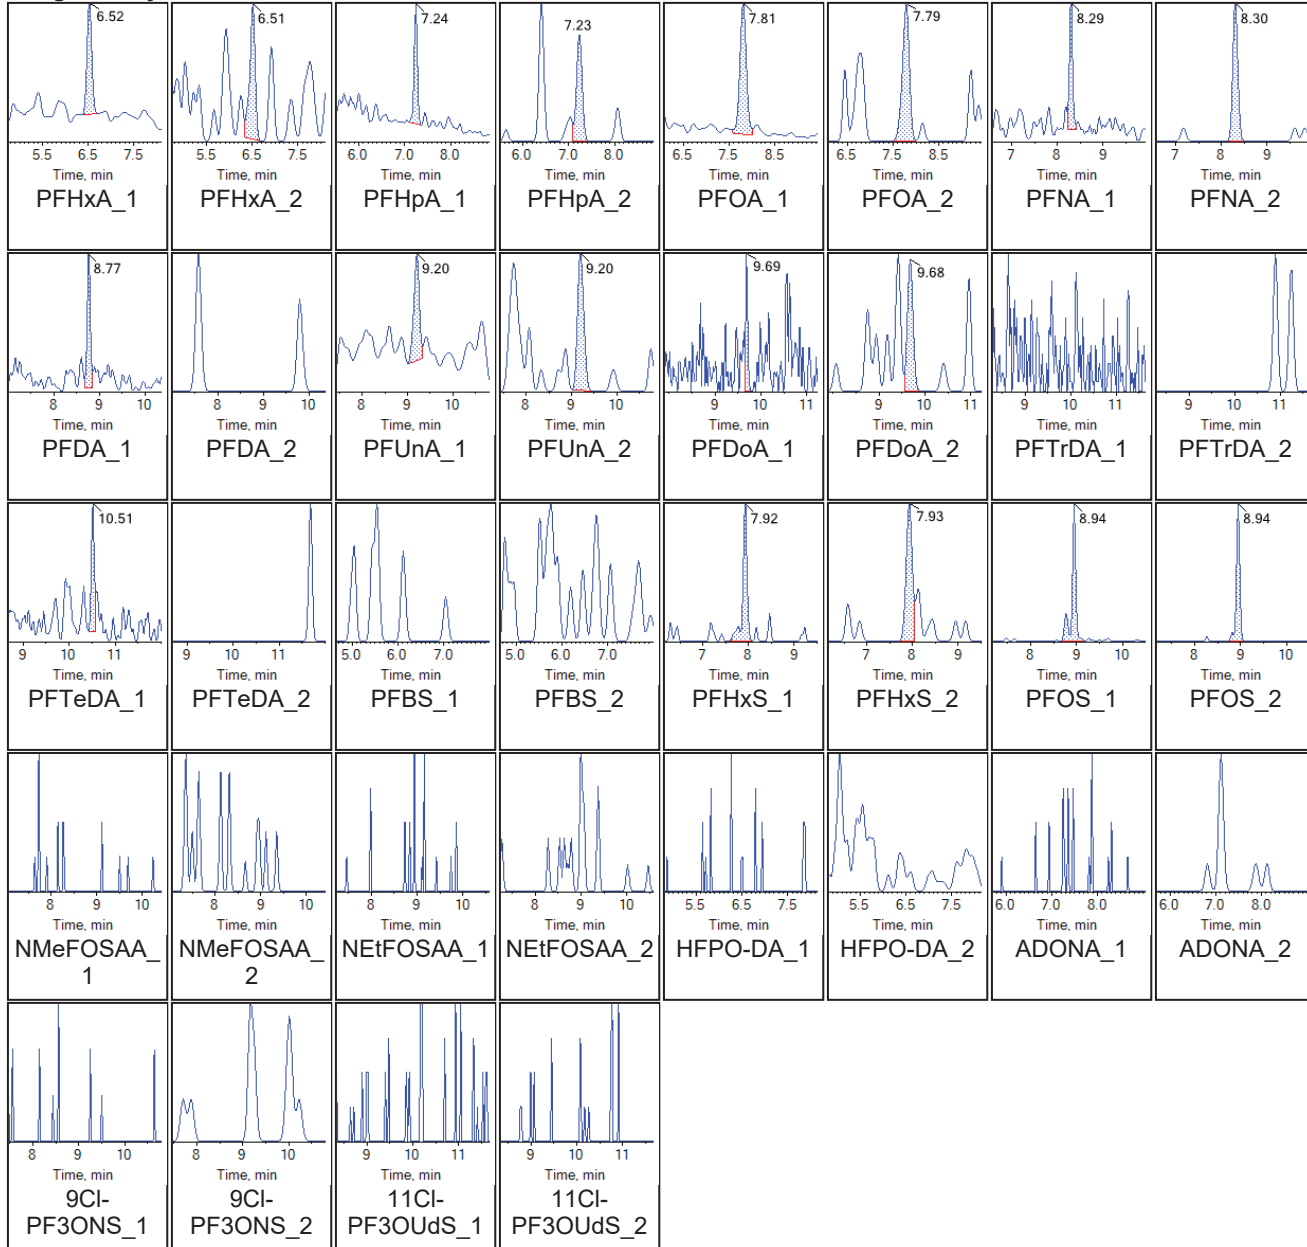 6.52
5.5 6.5 7.5
Time, min
PFHxA_1
6.51
5.5 6.5 7.5
Time, min
PFHxA_2
7.24
6.0 7.0 8.0
Time, min
PFHpA_1
7.23
6.0 7.0 8.0
Time, min
PFHpA_2
7.81
6.5 7.5 8.5
Time, min
PFOA_1
7.79
6.5 7.5 8.5
Time, min
PFOA_2
8.29
7 8 9
Time, min
PFNA_1
8.30
7 8 9
Time, min
PFNA_2
8.77
8 9 10
Time, min
PFDA_1
8 9 10
Time, min
PFDA_2
9.20
8 9 10
Time, min
PFUnA_1
9.20
8 9 10
Time, min
PFUnA_2
9.69
9 10 11
Time, min
PFDoA_1
9.68
9 10 11
Time, min
PFDoA_2
9 10 11
Time, min
PFTrDA_1
9 10 11
Time, min
PFTrDA_2
10.51
9 10 11
Time, min
PFTeDA_1
9 10 11
Time, min
PFTeDA_2
5.0 6.0 7.0
Time, min
PFBS_1
5.0 6.0 7.0
Time, min
PFBS_2
7.92
7 8 9
Time, min
PFHxS_1
7.93
7 8 9
Time, min
PFHxS_2
8.94
8 9 10
Time, min
PFOS_1
8.94
8 9 10
Time, min
PFOS_2
8 9 10
Time, min
NMeFOSAA_
1
8 9 10
Time, min
NMeFOSAA_
2
8 9 10
Time, min
NEtFOSAA_1
8 9 10
Time, min
NEtFOSAA_2
5.5 6.5 7.5
Time, min
HFPO-DA_1
5.5 6.5 7.5
Time, min
HFPO-DA_2
6.0 7.0 8.0
Time, min
ADONA_1
6.0 7.0 8.0
Time, min
ADONA_2
8 9 10
Time, min
9Cl-
PF3ONS_1
8 9 10
Time, min
9Cl-
PF3ONS_2
9 10 11
Time, min
11Cl-
PF3OUdS_1
9 10 11
Time, min
11Cl-
PF3OUdS_2